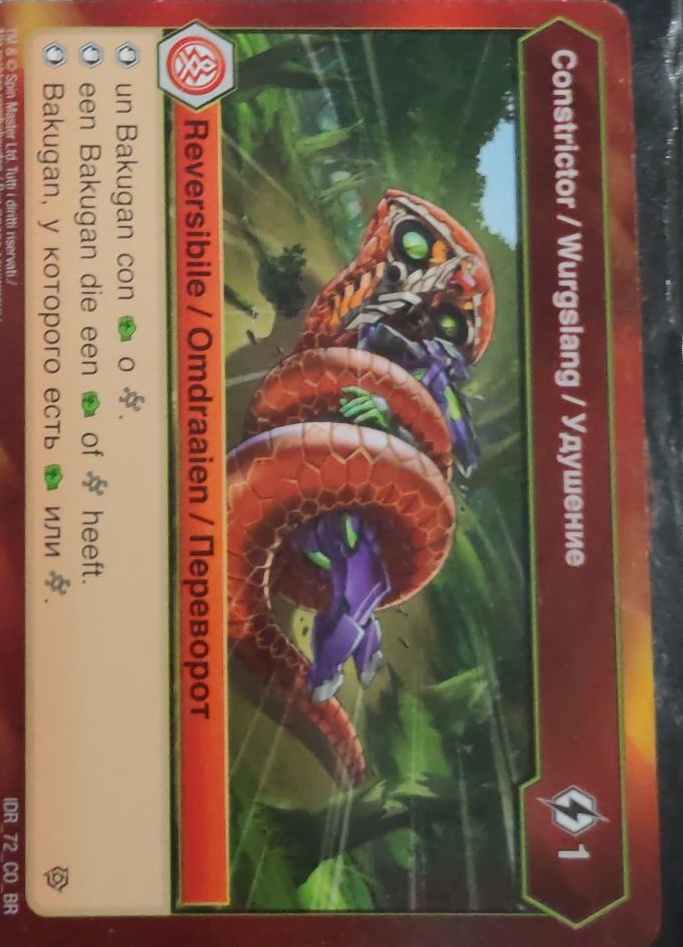 Constrictor / Wurgslang / Удушение
1
Reversibile / Omdraaien / Переворот
un Bakugan con o .
een Bakugan die een of heeft.
Bakugan, у которого есть или .
TM & © Spin Master Ltd. Tutti i diritti riservati /
IDR_72_CO_BR